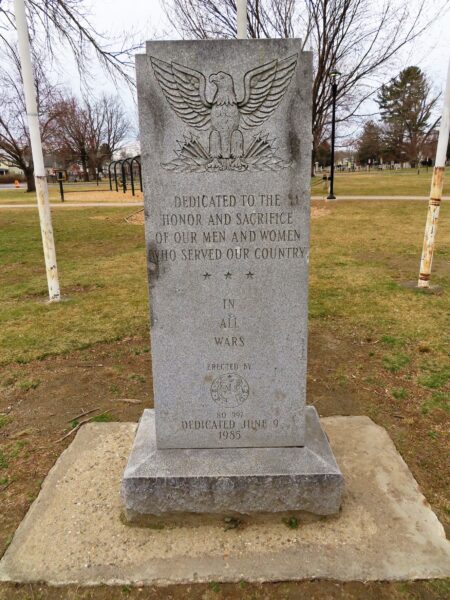 DEDICATED TO THE
HONOR AND SACRIFICE
OF OUR MEN AND WOMEN
WHO SERVED OUR COUNTRY
IN
ALL
WARS
ERECTED BY
DEDICATED JUNE 9
1985